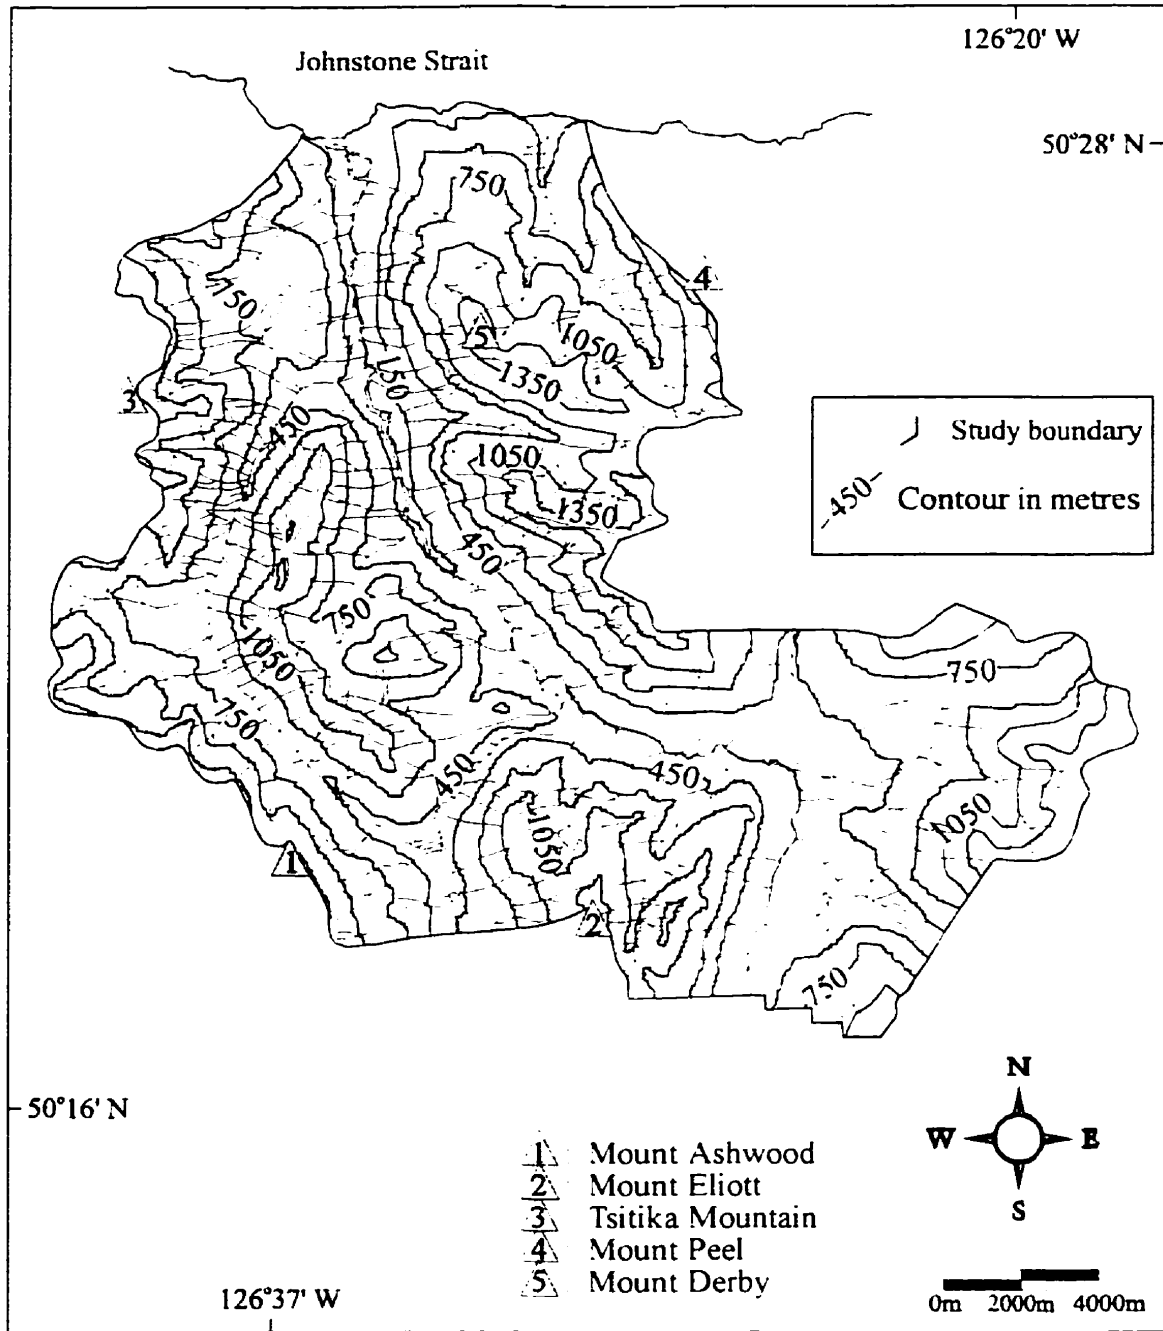 126°20' W
Johnstone Strait
50°28' N
750
4
750
1050
5
1350
150
3
450
Study boundary
1050
-450-
Contour in metres
1350
450
750
1050
750
750
450
450
1050
1050
1
2
750
50°16' N
N
W E
S
1 Mount Ashwood
2 Mount Eliott
3 Tsitika Mountain
4 Mount Peel
5 Mount Derby
126°37' W
0m 2000m 4000m